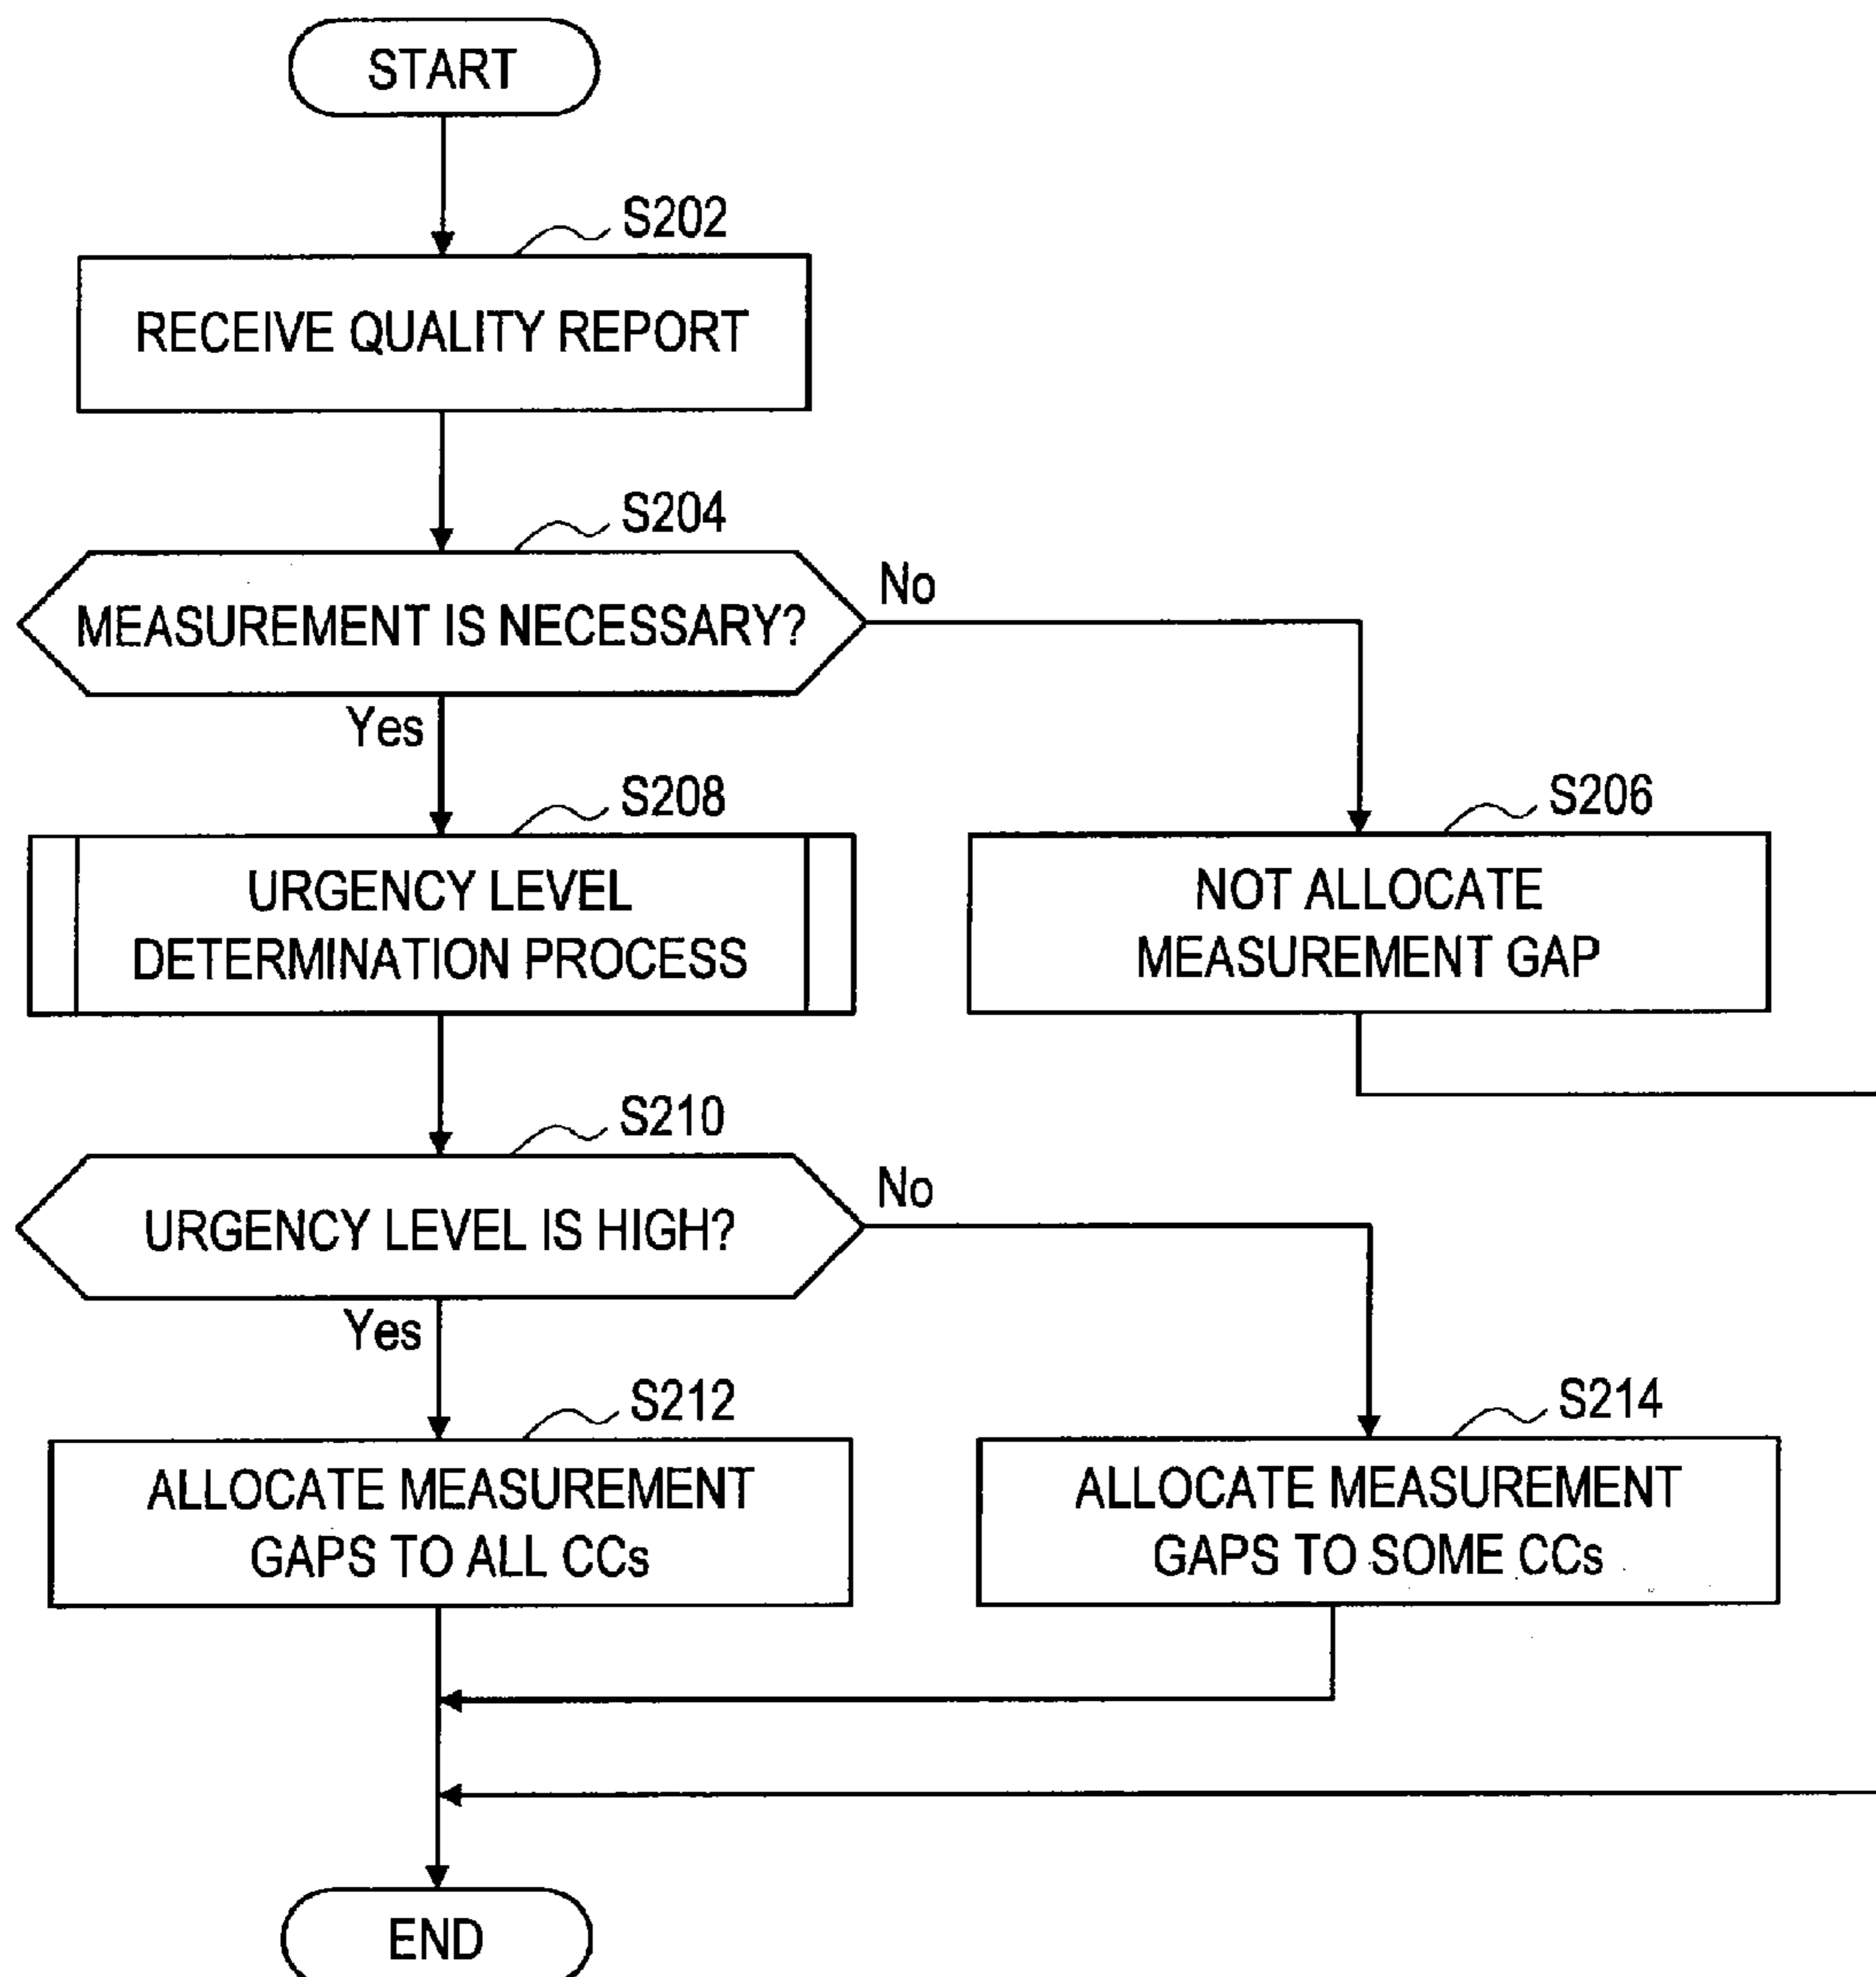 START
S202
RECEIVE QUALITY REPORT
S204
MEASUREMENT IS NECESSARY?
No
Yes
S208
URGENCY LEVEL
DETERMINATION PROCESS
S206
NOT ALLOCATE
MEASUREMENT GAP
S210
URGENCY LEVEL IS HIGH?
No
Yes
S212
ALLOCATE MEASUREMENT
GAPS TO ALL CCs
S214
ALLOCATE MEASUREMENT
GAPS TO SOME CCs
END